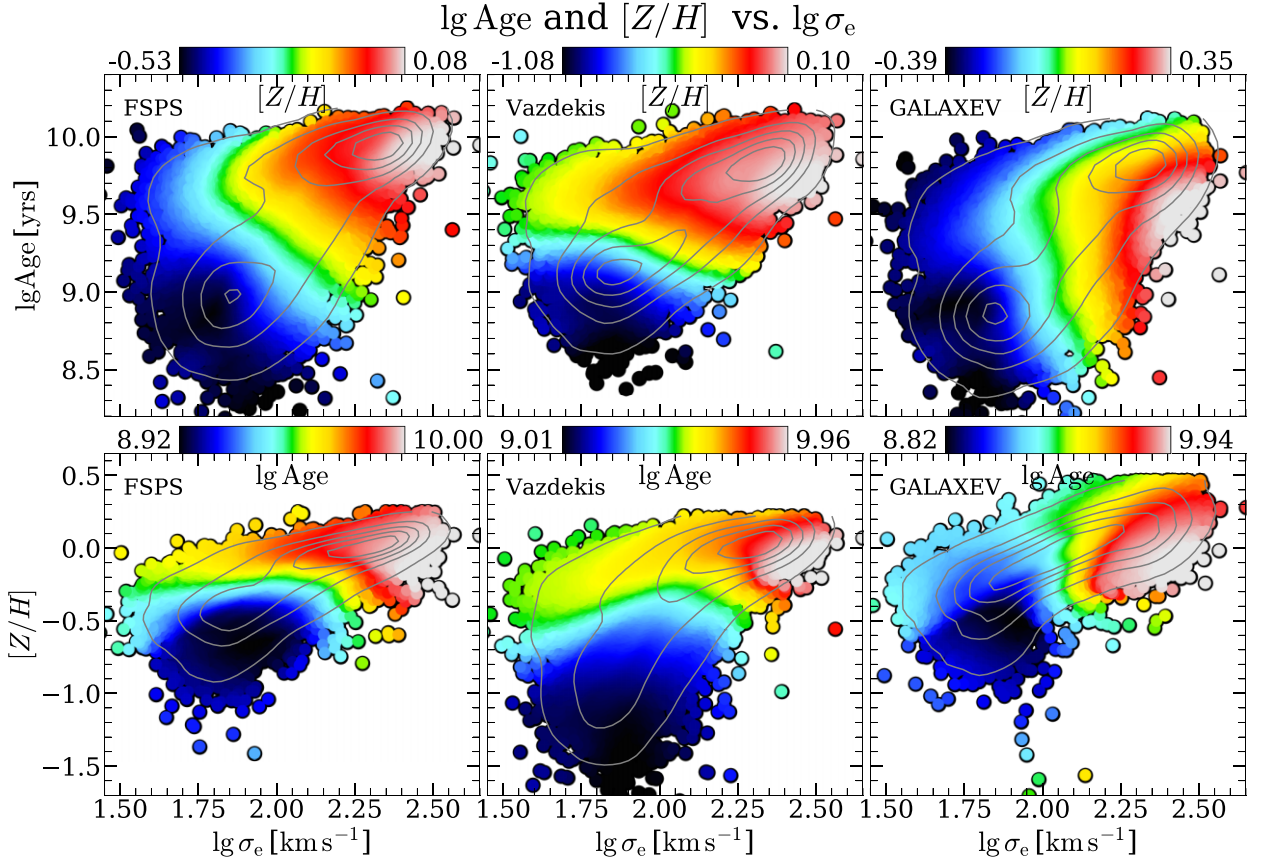 lg Age and [Z/H] vs. lg σe
-0.53 0.08 -1.08 0.10 -0.39 0.35
[Z/H] [Z/H] [Z/H]
FSPS Vazdekis GALAXEV
lg Age [yrs]
10.0
9.5
9.0
8.5
8.92 10.00 9.01 9.96 8.82 9.94
lg Age lg Age lg Age
FSPS Vazdekis GALAXEV
[Z/H]
0.5
0.0
−0.5
−1.0
−1.5
1.50 1.75 2.00 2.25 2.50 1.50 1.75 2.00 2.25 2.50 1.50 1.75 2.00 2.25 2.50
lg σe [km s−1] lg σe [km s−1] lg σe [km s−1]